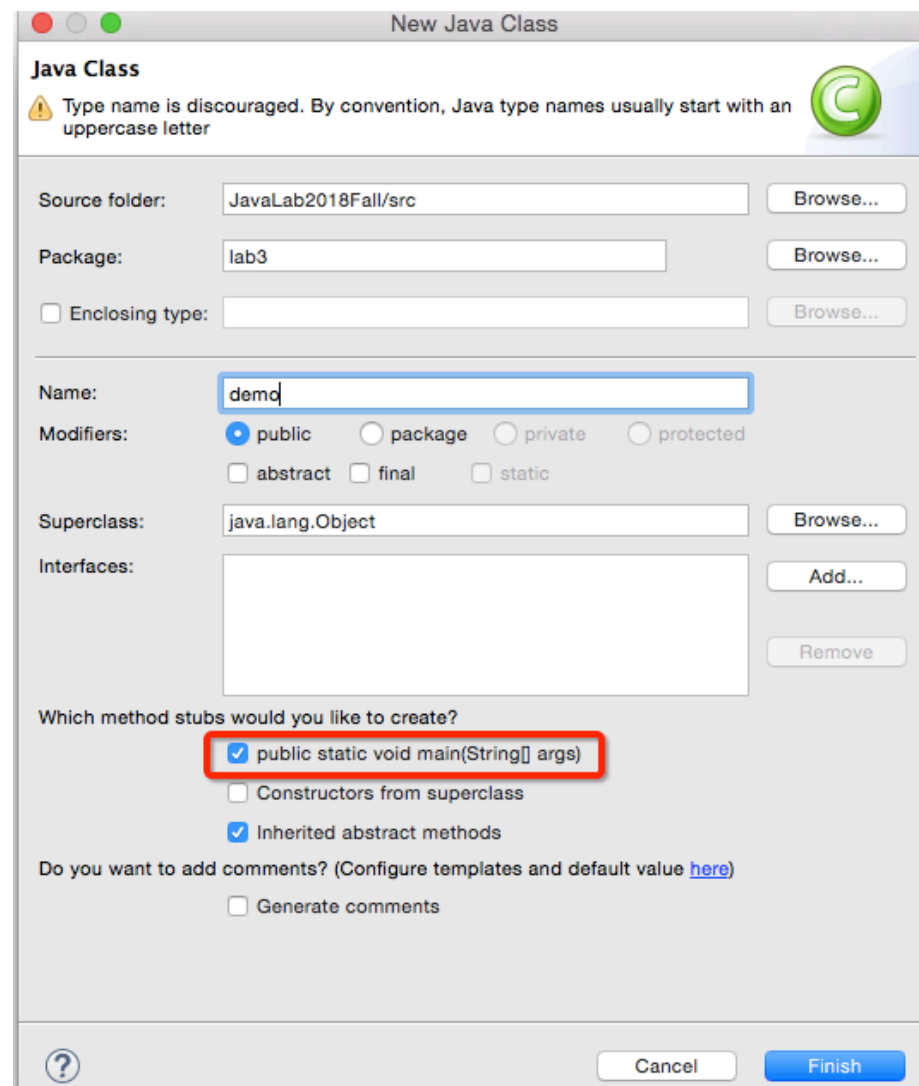 New Java Class
Java Class
Type name is discouraged. By convention, Java type names usually start with an
uppercase letter
Source folder: JavaLab2018Fall/src Browse...
Package: lab3 Browse...
Enclosing type: Browse...
Name: demo
Modifiers: public package private protected
abstract final static
Superclass: java.lang.Object Browse...
Interfaces: Add...
Remove
Which method stubs would you like to create?
public static void main(String[] args)
Constructors from superclass
Inherited abstract methods
Do you want to add comments? (Configure templates and default value here)
Generate comments
? Cancel Finish